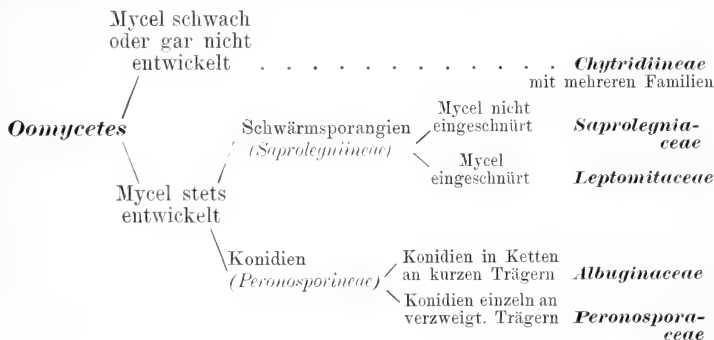 Mycel schwach
oder gar nicht
entwickelt . . . . . . . . . . . . . Chytridiineae
mit mehreren Familien
Oomycetes
Schwärmsporangien
(Saprolegniineae)
Mycel nicht
eingeschnürt
Saprolegnia-
ceae
Mycel
eingeschnürt
Leptomitaceae
Mycel stets
entwickelt
Konidien
(Peronosporineae)
Konidien in Ketten
an kurzen Trägern
Albuginaceae
Konidien einzeln an
verzweigt. Trägern
Peronospora-
ceae